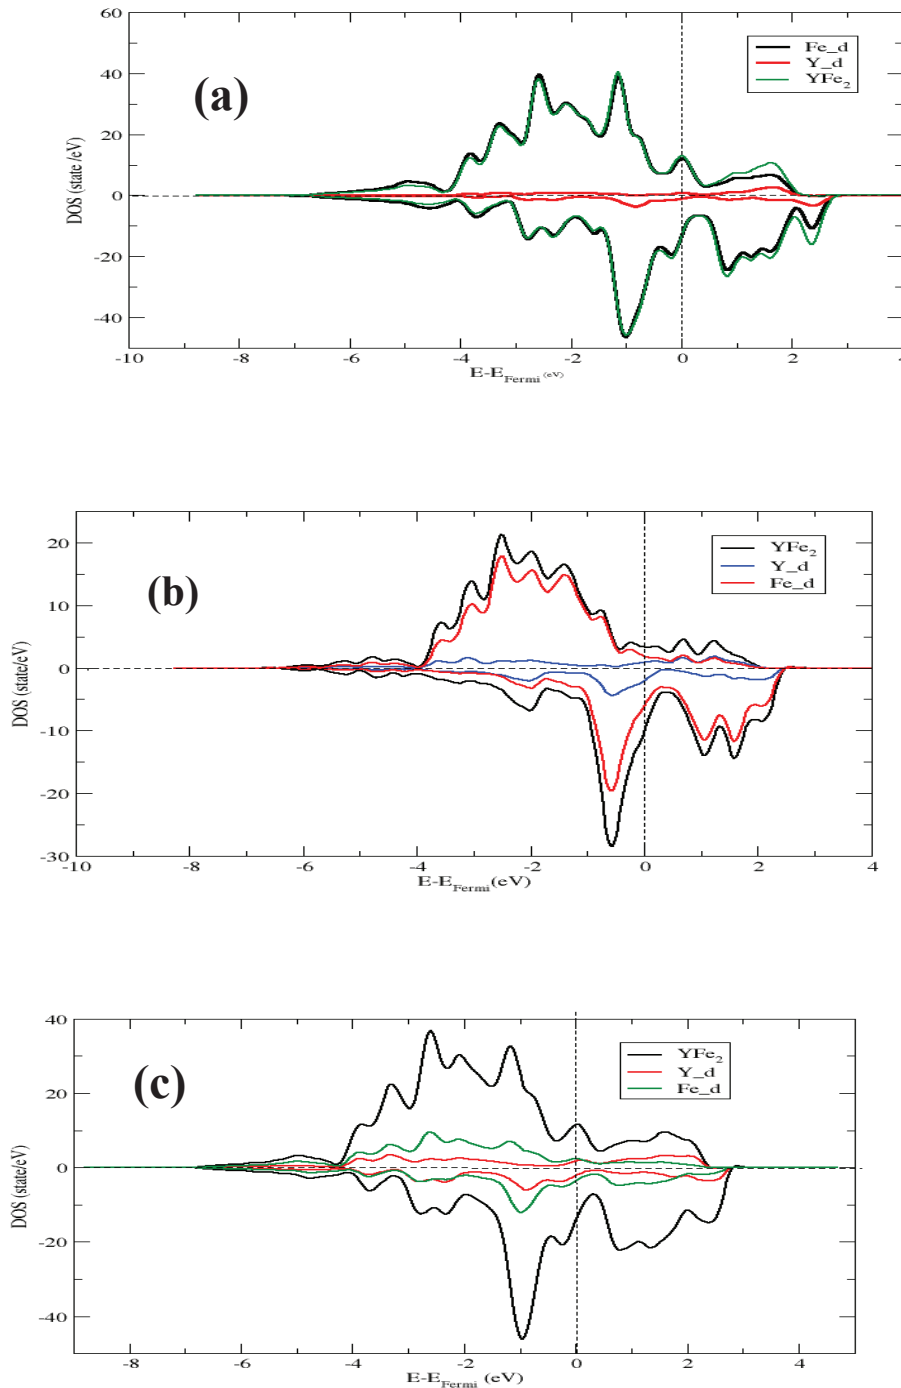 60
40
20
0
-20
-40
(a)
Fe_d
Y_d
YFe2
DOS (state /eV)
-10
-8
-6
-4
-2
0
2
E-EFermi (eV)
20
10
0
-10
-20
-30
(b)
YFe2
Y_d
Fe_d
DOS (state/eV)
-10
-8
-6
-4
-2
0
2
4
E-EFermi(eV)
40
20
0
-20
-40
(c)
YFe2
Y_d
Fe_d
DOS (state/eV)
-8
-6
-4
-2
0
2
4
E-EFermi (eV)